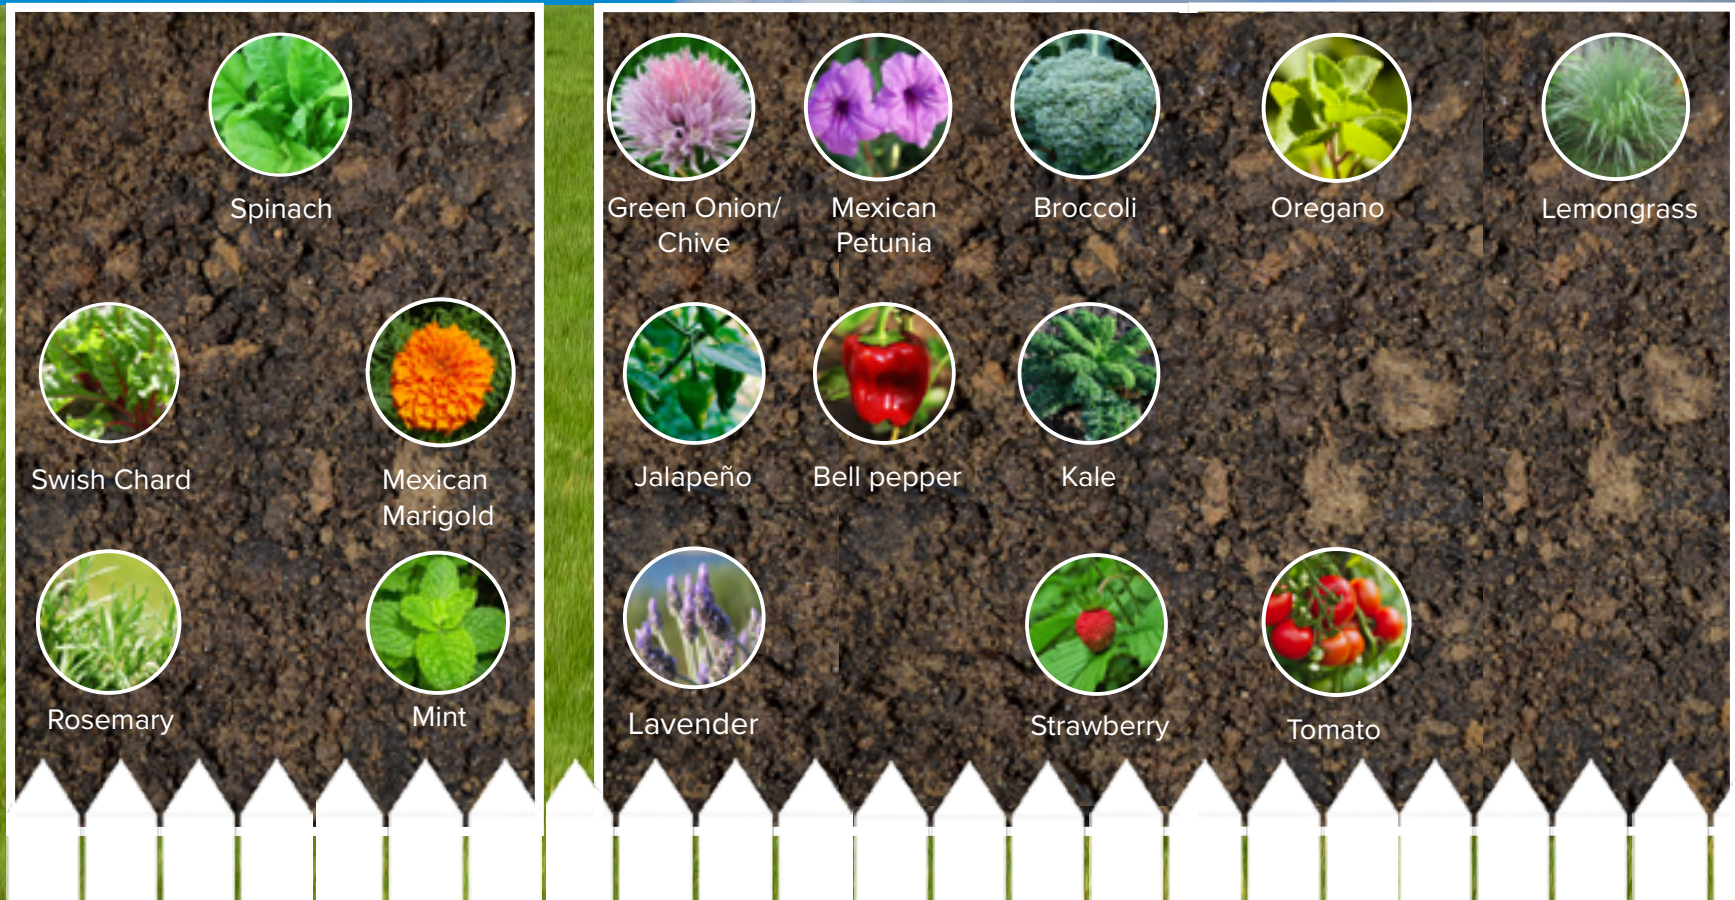 Spinach
Swish Chard
Mexican
Marigold
Rosemary
Mint
Green Onion/
Chive
Mexican
Petunia
Broccoli
Oregano
Lemongrass
Jalapeño
Bell pepper
Kale
Lavender
Strawberry
Tomato